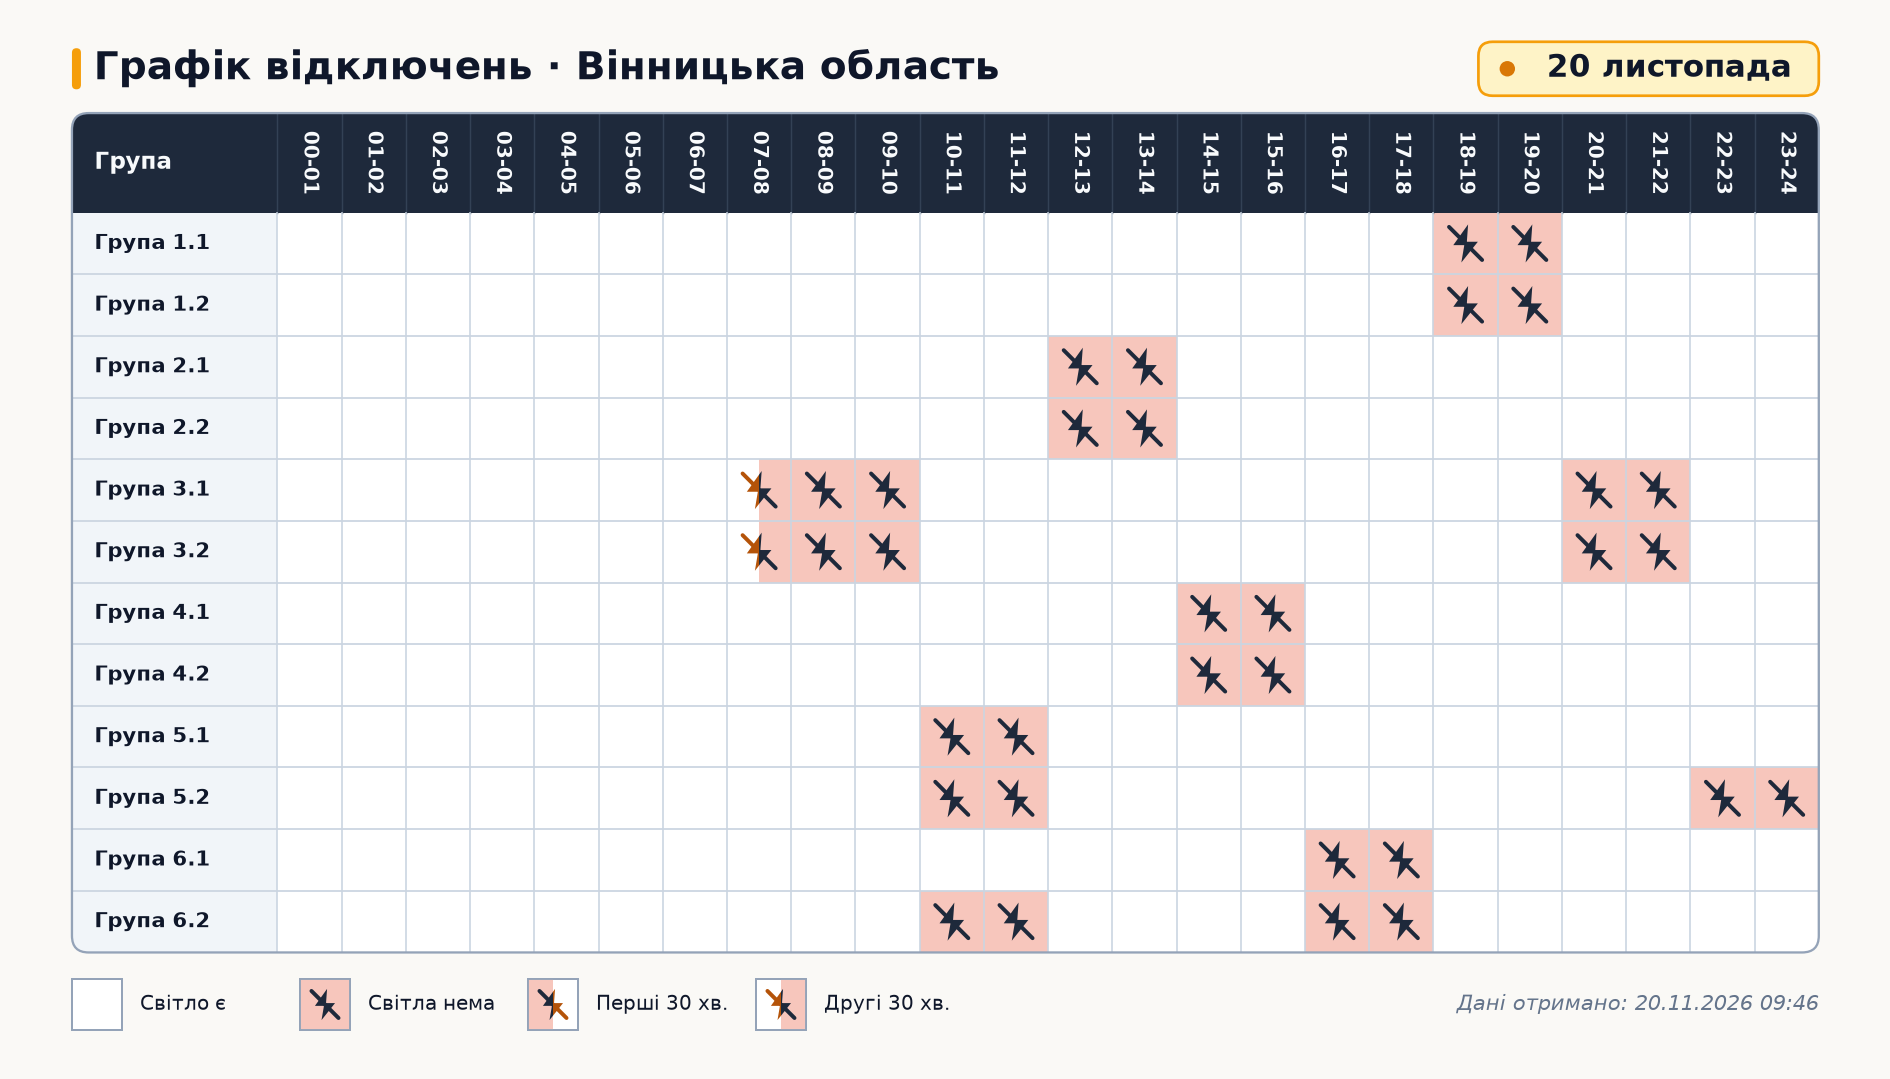 Графік відключень · Вінницька область
20 листопада
Група 00-01 01-02 02-03 03-04 04-05 05-06 06-07 07-08 08-09 09-10 10-11 11-12 12-13 13-14 14-15 15-16 16-17 17-18 18-19 19-20 20-21 21-22 22-23 23-24
Група 1.1
Група 1.2
Група 2.1
Група 2.2
Група 3.1
Група 3.2
Група 4.1
Група 4.2
Група 5.1
Група 5.2
Група 6.1
Група 6.2
Світло є Світла нема Перші 30 хв. Другі 30 хв. Дані отримано: 20.11.2026 09:46